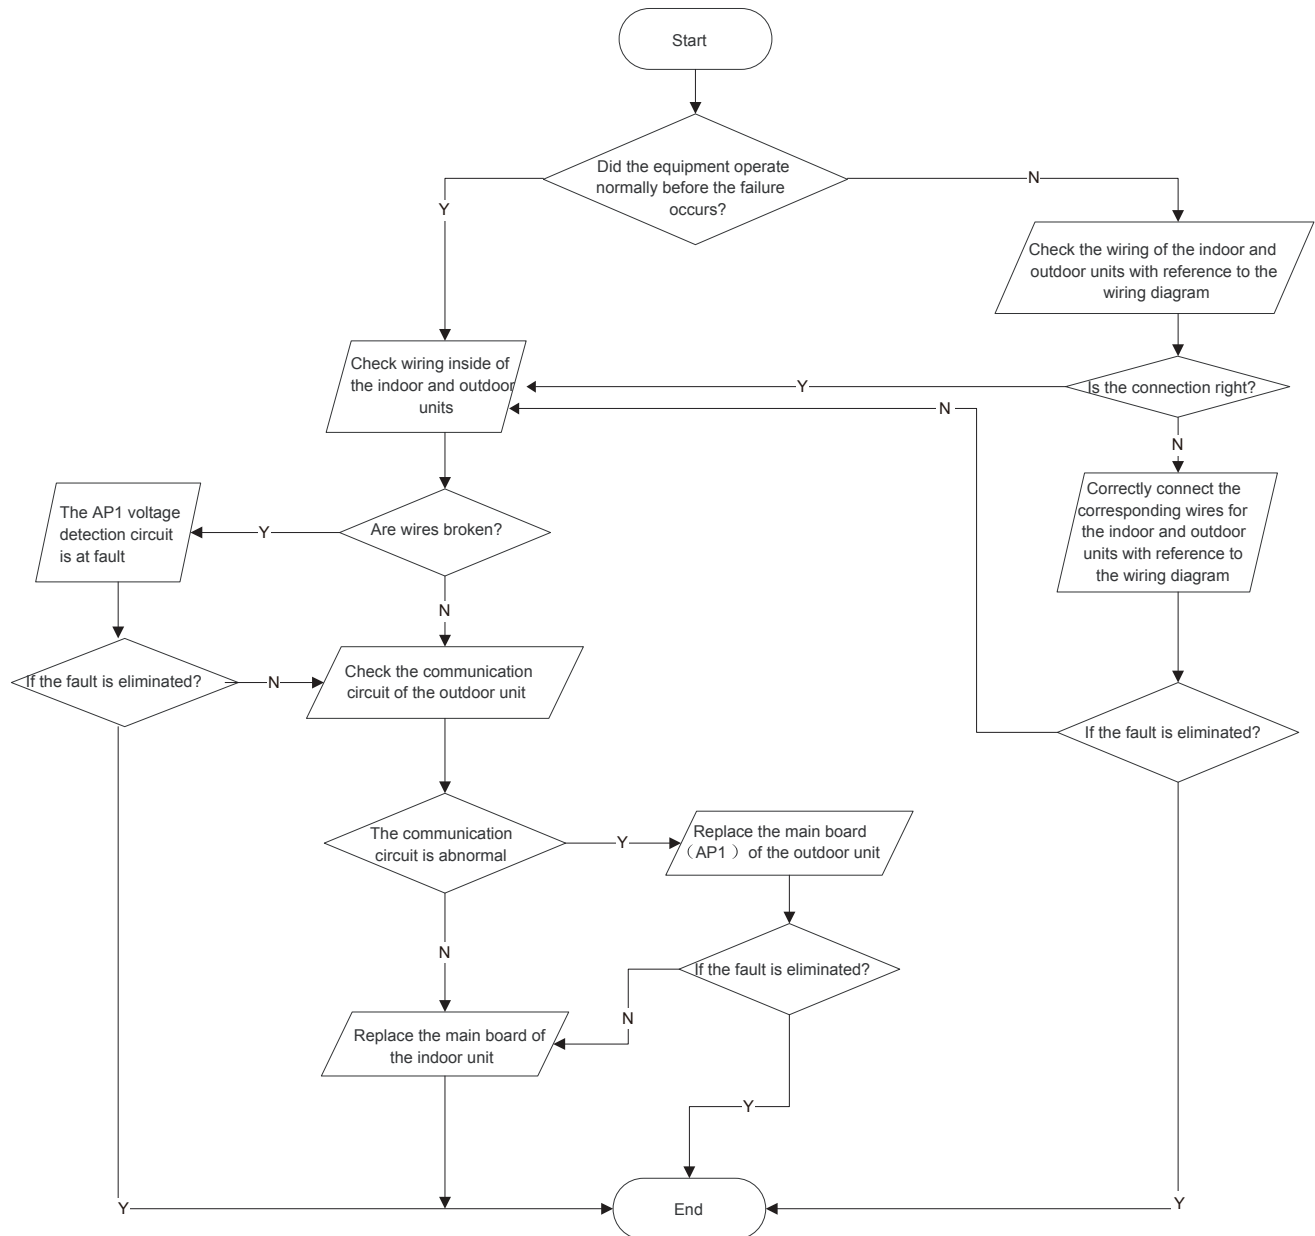 Start
Did the equipment operate
normally before the failure
occurs?
Y
N
Check the wiring of the indoor and
outdoor units with reference to the
wiring diagram
Check wiring inside of
the indoor and outdoor
units
Y
Is the connection right?
N
N
Correctly connect the
corresponding wires for
the indoor and outdoor
units with reference to
the wiring diagram
The AP1 voltage
detection circuit
is at fault
Y
Are wires broken?
N
If the fault is eliminated?
N
Check the communication
circuit of the outdoor unit
If the fault is eliminated?
The communication
circuit is abnormal
Y
Replace the main board
（AP1 ）of the outdoor unit
N
If the fault is eliminated?
N
Replace the main board of
the indoor unit
Y
Y
End
Y